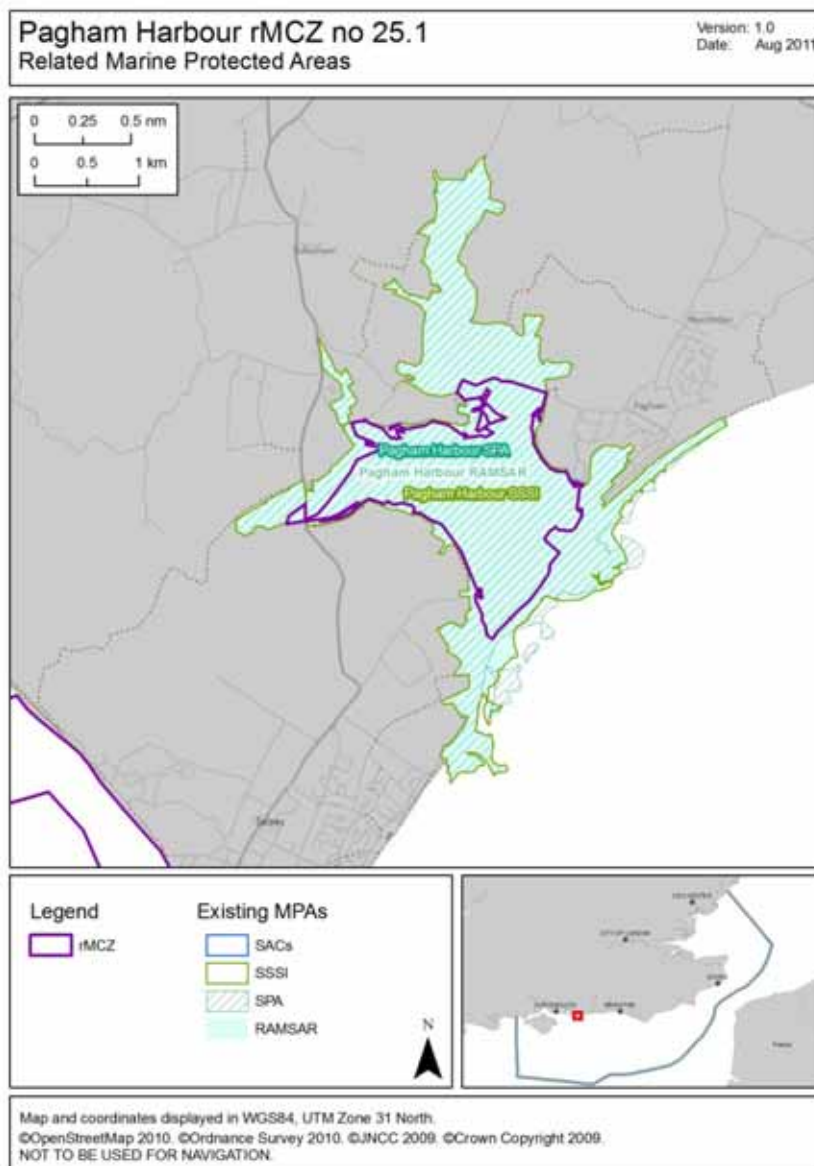 Pagham Harbour rMCZ no 25.1
Related Marine Protected Areas
Version: 1.0
Date: Aug 2011
0 0.25 0.5 nm
0 0.5 1 km
Pagham
Pagham Harbour SPA
Pagham Harbour RAMSAR
Pagham Harbour SSSI
Selsey
Legend
rMCZ
Existing MPAs
SACs
SSSI
SPA
RAMSAR
N
Map and coordinates displayed in WGS84, UTM Zone 31 North.
©OpenStreetMap 2010. ©Ordnance Survey 2010. ©JNCC 2009. ©Crown Copyright 2009.
NOT TO BE USED FOR NAVIGATION.